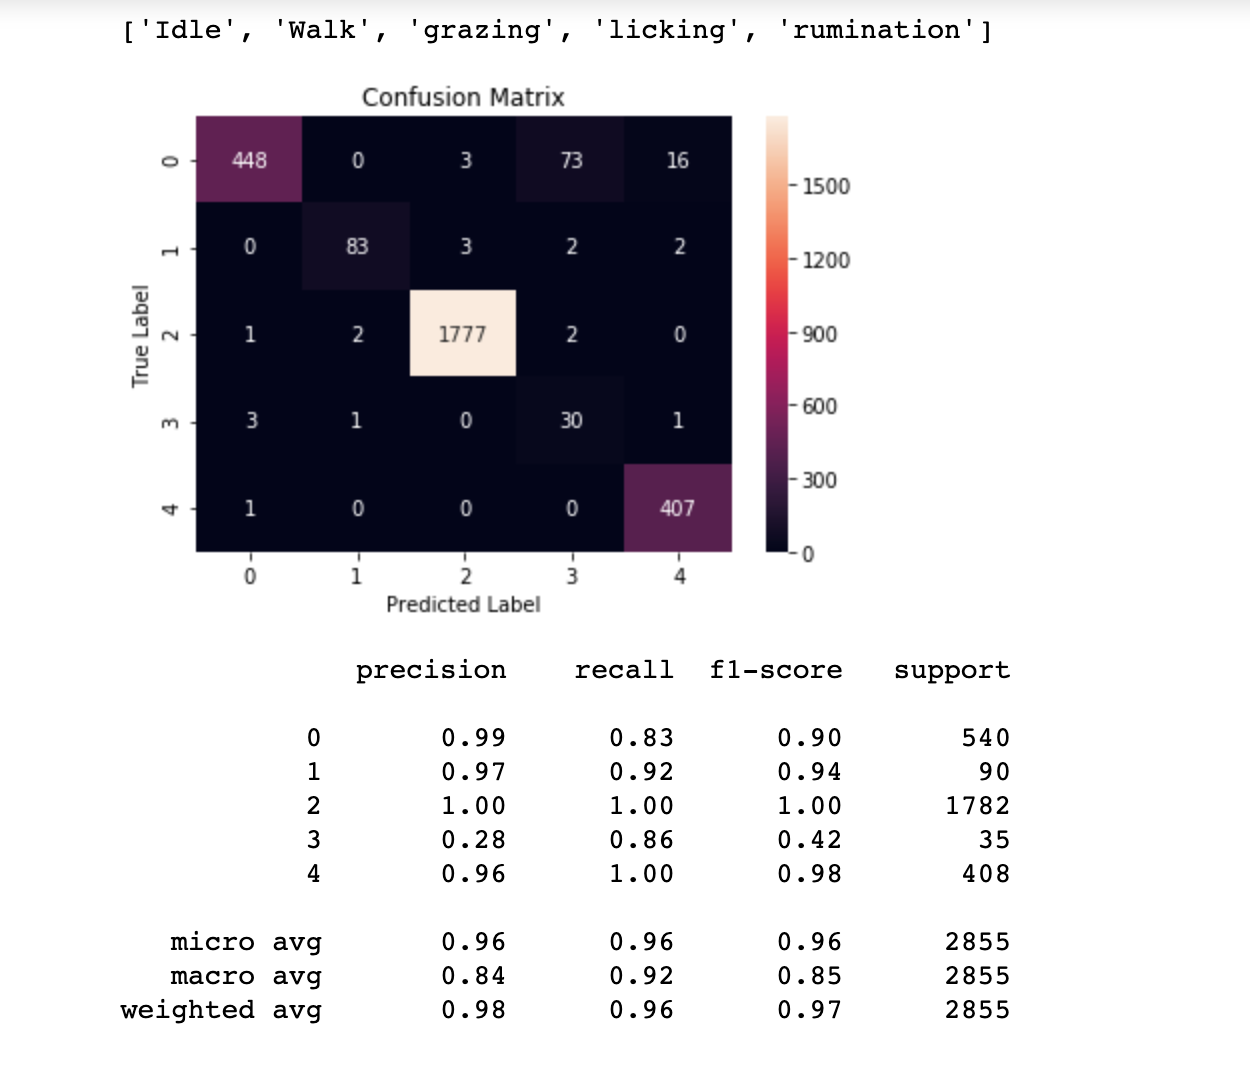 ['Idle', 'Walk', 'grazing', 'licking', 'rumination']
Confusion Matrix
0 448 0 3 73 16
1 0 83 3 2 2
2 1 2 1777 2 0
3 3 1 0 30 1
4 1 0 0 0 407
0 1 2 3 4
True Label
Predicted Label
1500
1200
900
600
300
0
precision recall f1-score support
0 0.99 0.83 0.90 540
1 0.97 0.92 0.94 90
2 1.00 1.00 1.00 1782
3 0.28 0.86 0.42 35
4 0.96 1.00 0.98 408
micro avg 0.96 0.96 0.96 2855
macro avg 0.84 0.92 0.85 2855
weighted avg 0.98 0.96 0.97 2855